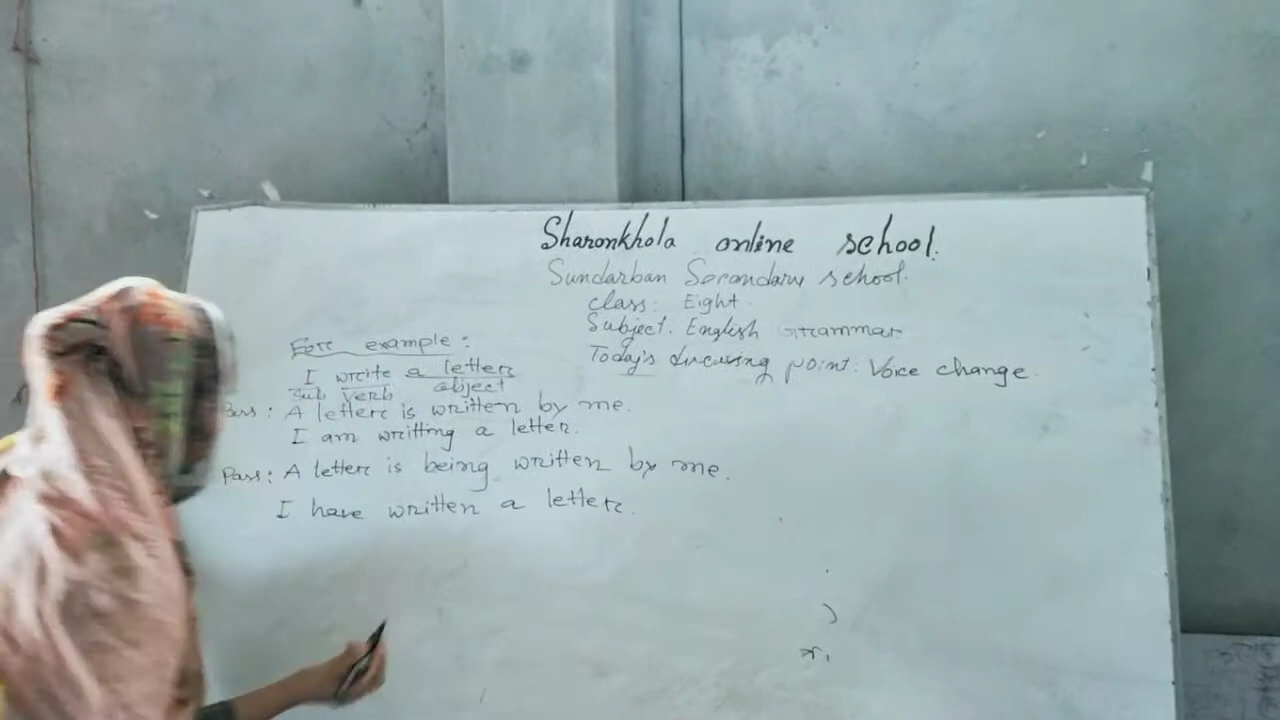 Sharonkhola online school.
Sundarban Secondary school.
class: Eight.
Subject. English Grammar
Today's discussing point: Voice change.
For example:
I write a letter
sub verb object
Pass: A letter is written by me.
I am writting a letter.
Pass: A letter is being written by me.
I have written a letter.